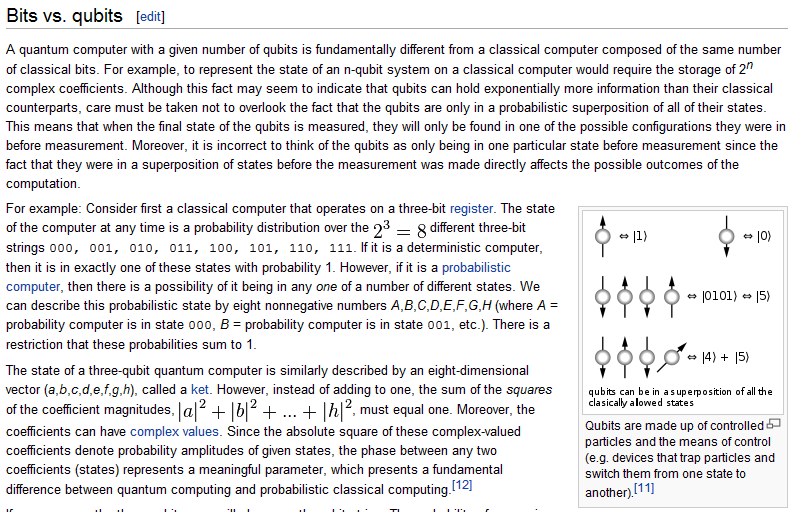 Bits vs. qubits [edit]
A quantum computer with a given number of qubits is fundamentally different from a classical computer composed of the same number
of classical bits. For example, to represent the state of an n-qubit system on a classical computer would require the storage of 2ⁿ
complex coefficients. Although this fact may seem to indicate that qubits can hold exponentially more information than their classical
counterparts, care must be taken not to overlook the fact that the qubits are only in a probabilistic superposition of all of their states.
This means that when the final state of the qubits is measured, they will only be found in one of the possible configurations they were in
before measurement. Moreover, it is incorrect to think of the qubits as only being in one particular state before measurement since the
fact that they were in a superposition of states before the measurement was made directly affects the possible outcomes of the
computation.
For example: Consider first a classical computer that operates on a three-bit register. The state
of the computer at any time is a probability distribution over the 2³ = 8 different three-bit
strings 000, 001, 010, 011, 100, 101, 110, 111. If it is a deterministic computer,
then it is in exactly one of these states with probability 1. However, if it is a probabilistic
computer, then there is a possibility of it being in any one of a number of different states. We
can describe this probabilistic state by eight nonnegative numbers A,B,C,D,E,F,G,H (where A =
probability computer is in state 000, B = probability computer is in state 001, etc.). There is a
restriction that these probabilities sum to 1.
The state of a three-qubit quantum computer is similarly described by an eight-dimensional
vector (a,b,c,d,e,f,g,h), called a ket. However, instead of adding to one, the sum of the squares
of the coefficient magnitudes, |a|² + |b|² + ... + |h|², must equal one. Moreover, the
coefficients can have complex values. Since the absolute square of these complex-valued
coefficients denote probability amplitudes of given states, the phase between any two
coefficients (states) represents a meaningful parameter, which presents a fundamental
difference between quantum computing and probabilistic classical computing.[12]
⇔ |1⟩ ⇔ |0⟩
⇔ |0101⟩ ⇔ |5⟩
⇔ |4⟩ + |5⟩
qubits can be in a superposition of all the
clasically allowed states
Qubits are made up of controlled
particles and the means of control
(e.g. devices that trap particles and
switch them from one state to
another).[11]